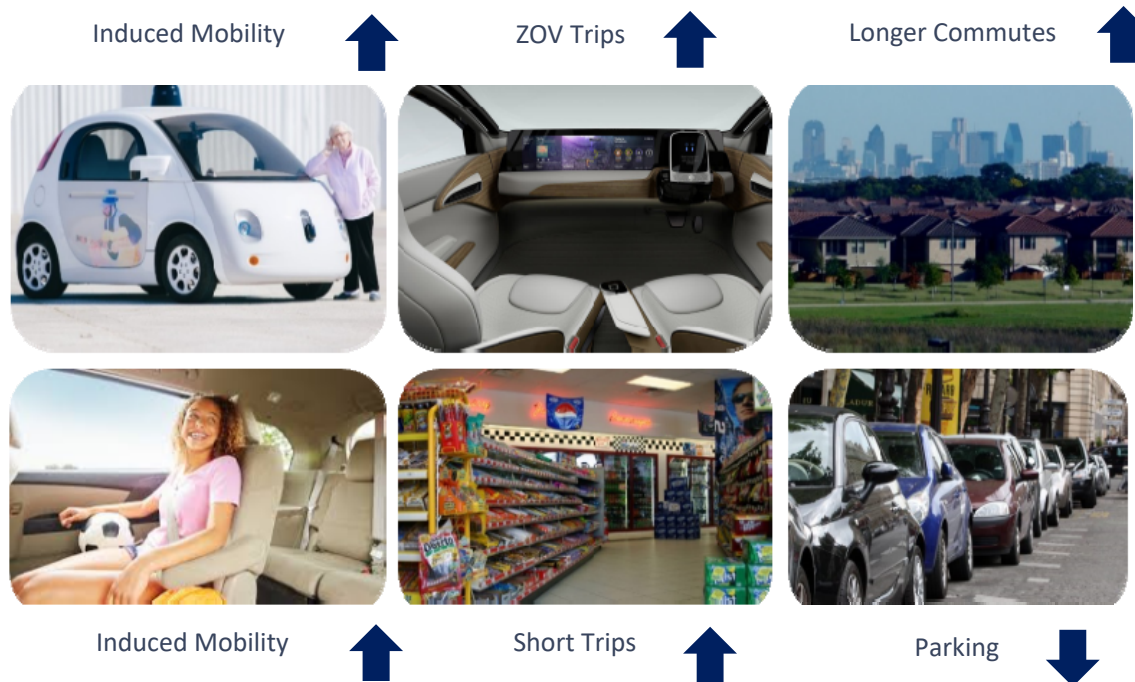 Induced Mobility
ZOV Trips
Longer Commutes
Induced Mobility
Short Trips
Parking